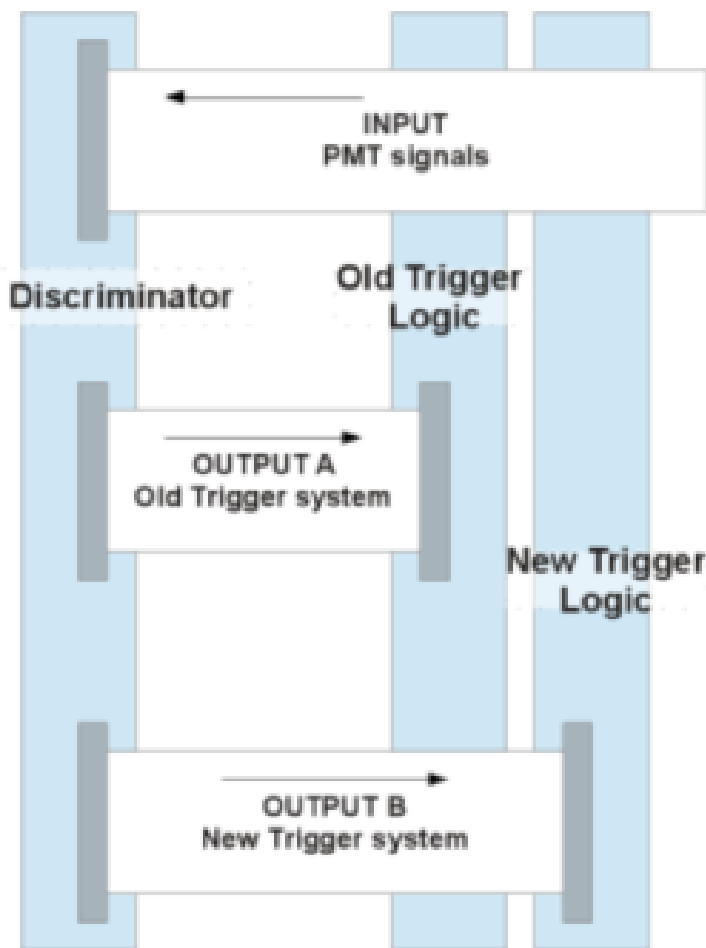 INPUT
PMT signals
Discriminator
Old Trigger
Logic
OUTPUT A
Old Trigger system
New Trigger
Logic
OUTPUT B
New Trigger system